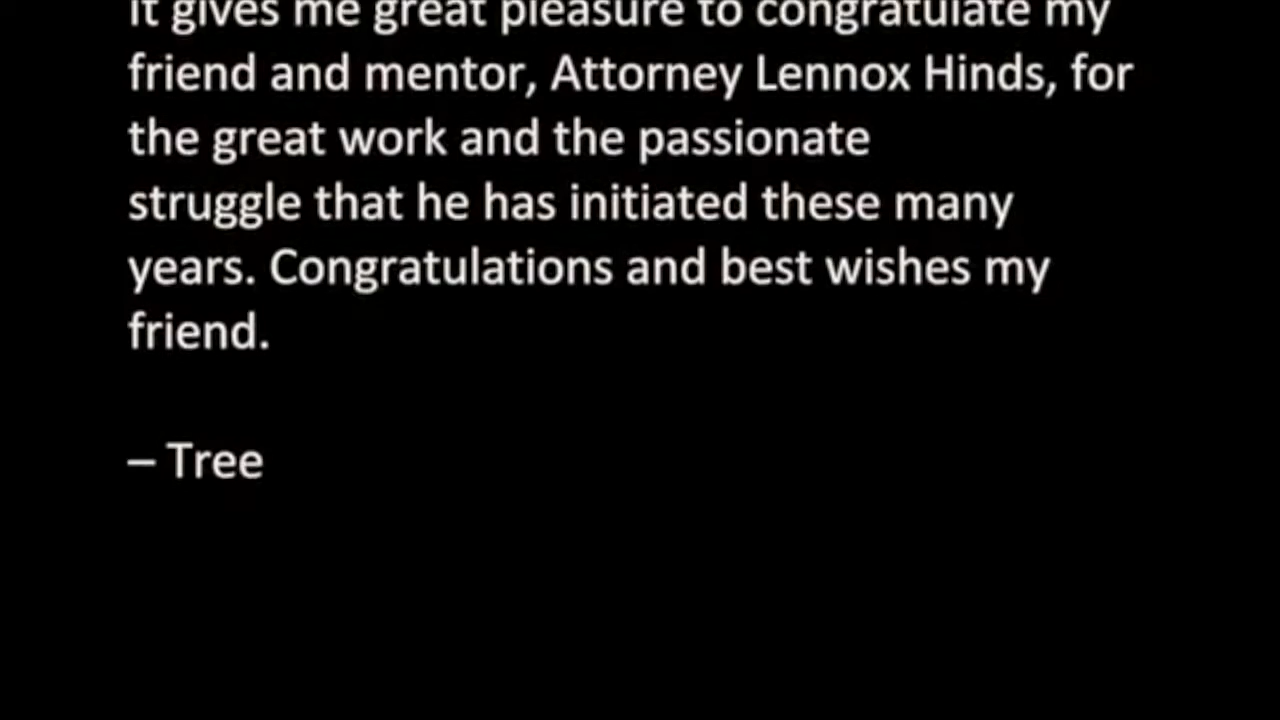 It gives me great pleasure to congratulate my
friend and mentor, Attorney Lennox Hinds, for
the great work and the passionate
struggle that he has initiated these many
years. Congratulations and best wishes my
friend.
– Tree